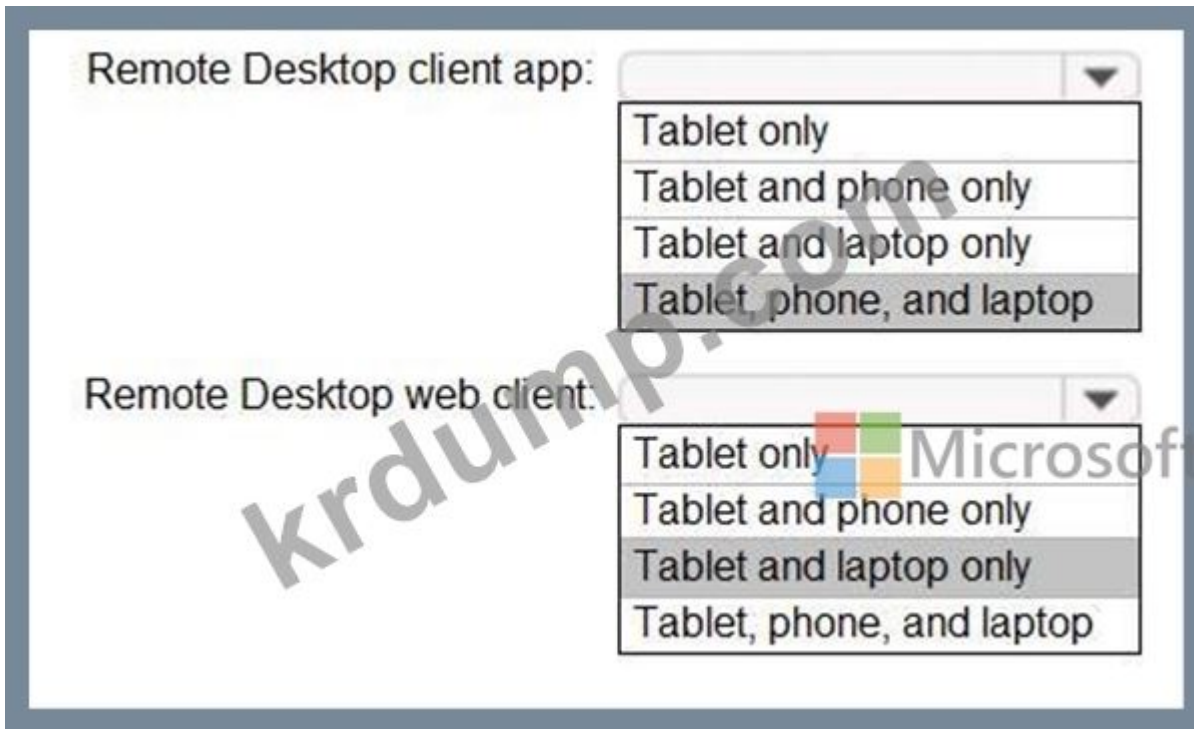 Remote Desktop client app:
Tablet only
Tablet and phone only
Tablet and laptop only
Tablet, phone, and laptop
Remote Desktop web client:
Tablet only
Tablet and phone only
Tablet and laptop only
Tablet, phone, and laptop
krdump.com
Microsoft